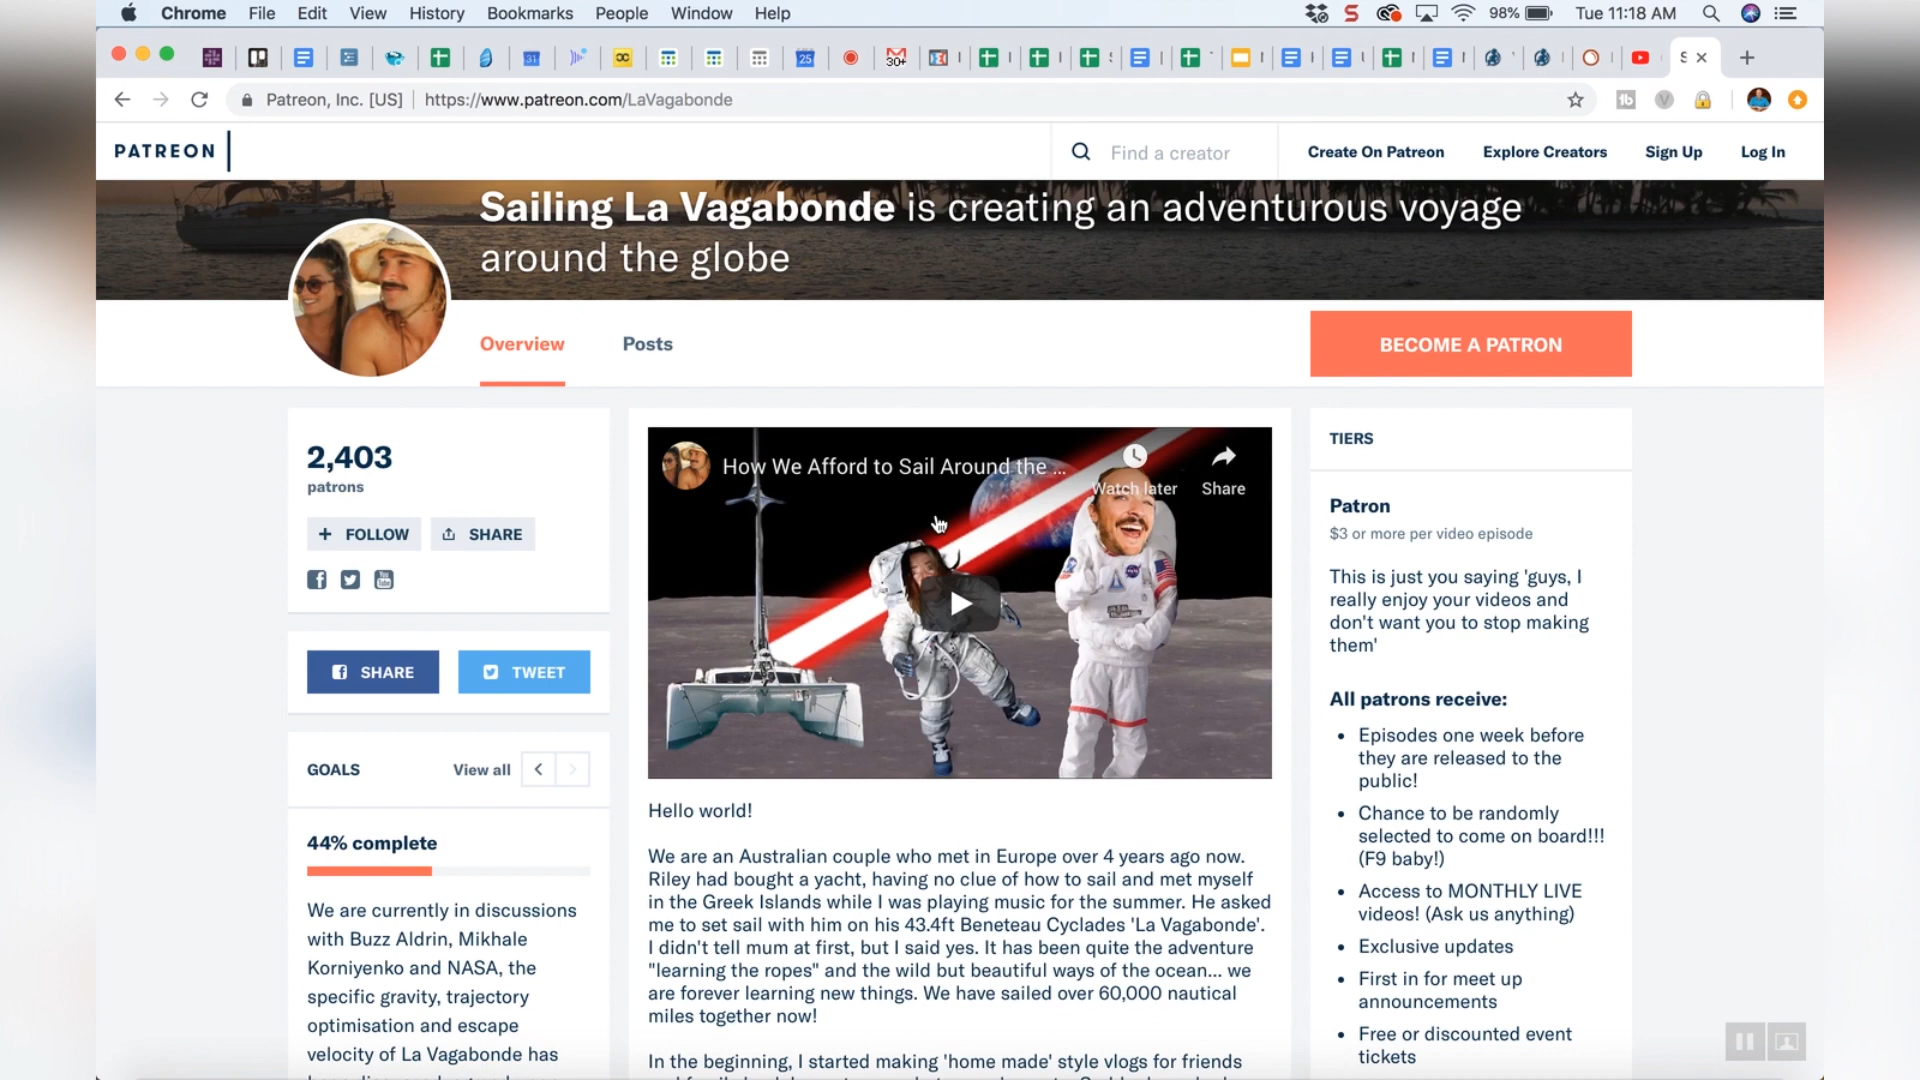 Chrome File Edit View History Bookmarks People Window Help
98% Tue 11:18 AM
Patreon, Inc. [US] https://www.patreon.com/LaVagabonde
PATREON
Find a creator
Create On Patreon Explore Creators Sign Up Log In
Sailing La Vagabonde is creating an adventurous voyage
around the globe
Overview Posts
BECOME A PATRON
2,403
patrons
+ FOLLOW SHARE
SHARE TWEET
GOALS View all
44% complete
We are currently in discussions
with Buzz Aldrin, Mikhale
Korniyenko and NASA, the
specific gravity, trajectory
optimisation and escape
velocity of La Vagabonde has
How We Afford to Sail Around the ...
Watch later Share
Hello world!
We are an Australian couple who met in Europe over 4 years ago now.
Riley had bought a yacht, having no clue of how to sail and met myself
in the Greek Islands while I was playing music for the summer. He asked
me to set sail with him on his 43.4ft Beneteau Cyclades 'La Vagabonde'.
I didn't tell mum at first, but I said yes. It has been quite the adventure
"learning the ropes" and the wild but beautiful ways of the ocean... we
are forever learning new things. We have sailed over 60,000 nautical
miles together now!
In the beginning, I started making 'home made' style vlogs for friends
TIERS
Patron
$3 or more per video episode
This is just you saying 'guys, I
really enjoy your videos and
don't want you to stop making
them'
All patrons receive:
• Episodes one week before
they are released to the
public!
• Chance to be randomly
selected to come on board!!!
(F9 baby!)
• Access to MONTHLY LIVE
videos! (Ask us anything)
• Exclusive updates
• First in for meet up
announcements
• Free or discounted event
tickets